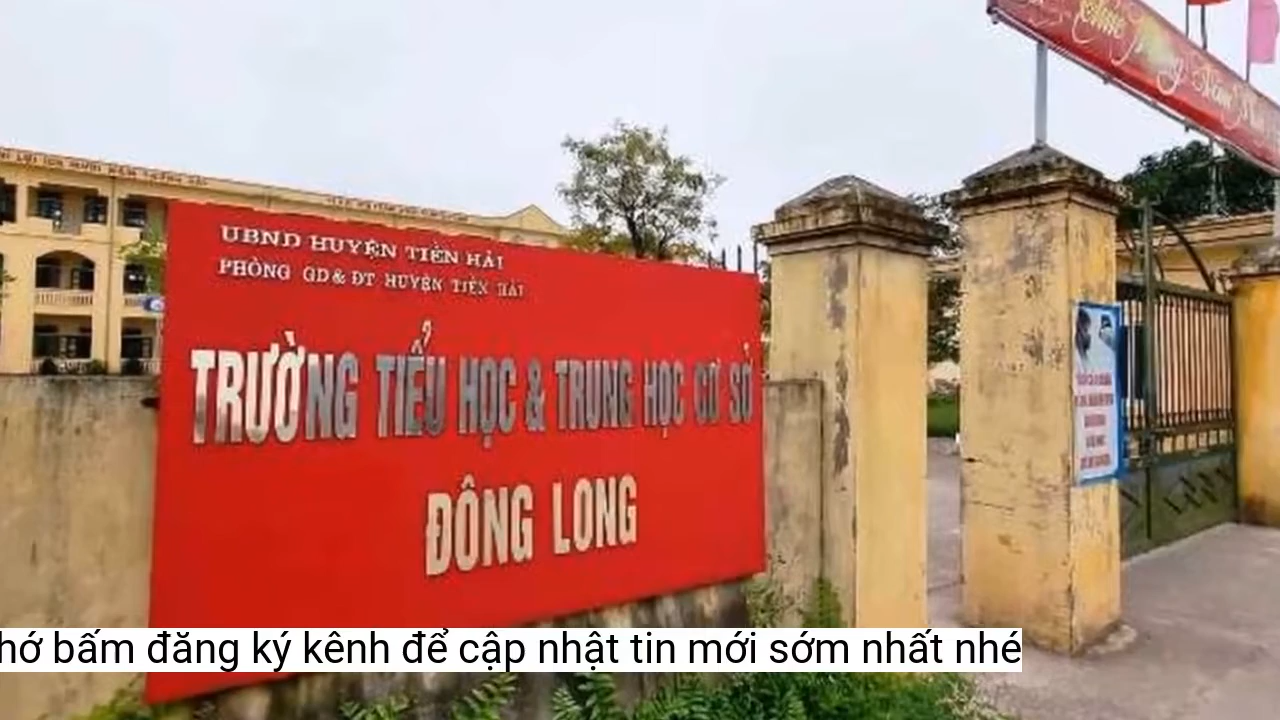 UBND HUYỆN TIỀN HẢI
PHÒNG GD & ĐT HUYỆN TIỀN HẢI
TRƯỜNG TIỂU HỌC & TRUNG HỌC CƠ SỞ
ĐÔNG LONG
hớ bấm đăng ký kênh để cập nhật tin mới sớm nhất nhé